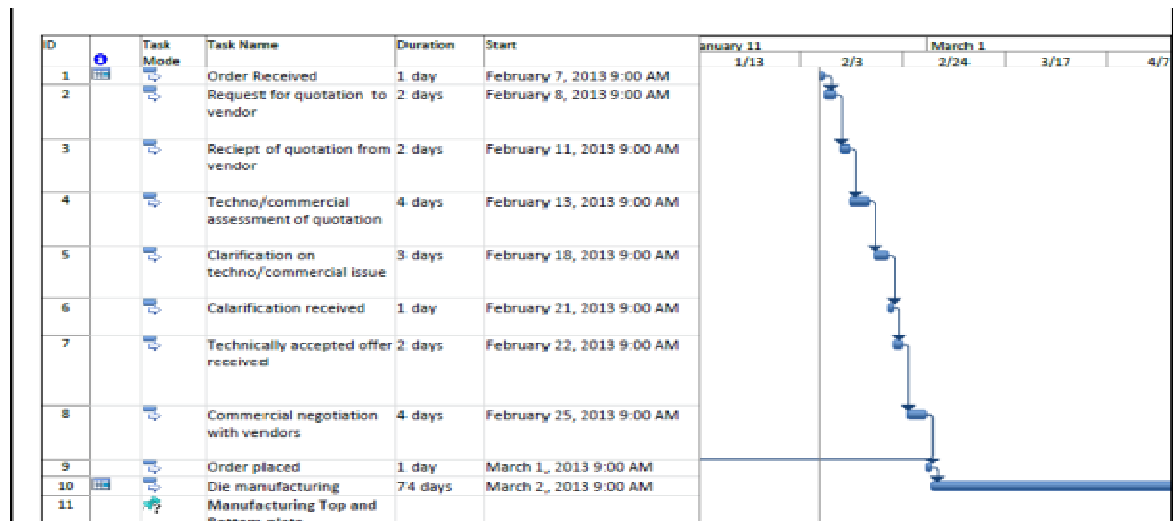 ID Task Mode Task Name Duration Start anuary 11 March 1
1/13 2/3 2/24 3/17 4/7
1 Order Received 1 day February 7, 2013 9:00 AM
2 Request for quotation to 2 days February 8, 2013 9:00 AM
vendor
3 Reciept of quotation from 2 days February 11, 2013 9:00 AM
vendor
4 Techno/commercial 4 days February 13, 2013 9:00 AM
assessment of quotation
5 Clarification on 3 days February 18, 2013 9:00 AM
techno/commercial issue
6 Calarification received 1 day February 21, 2013 9:00 AM
7 Technically accepted offer 2 days February 22, 2013 9:00 AM
received
8 Commercial negotiation 4 days February 25, 2013 9:00 AM
with vendors
9 Order placed 1 day March 1, 2013 9:00 AM
10 Die manufacturing 74 days March 2, 2013 9:00 AM
11 Manufacturing Top and